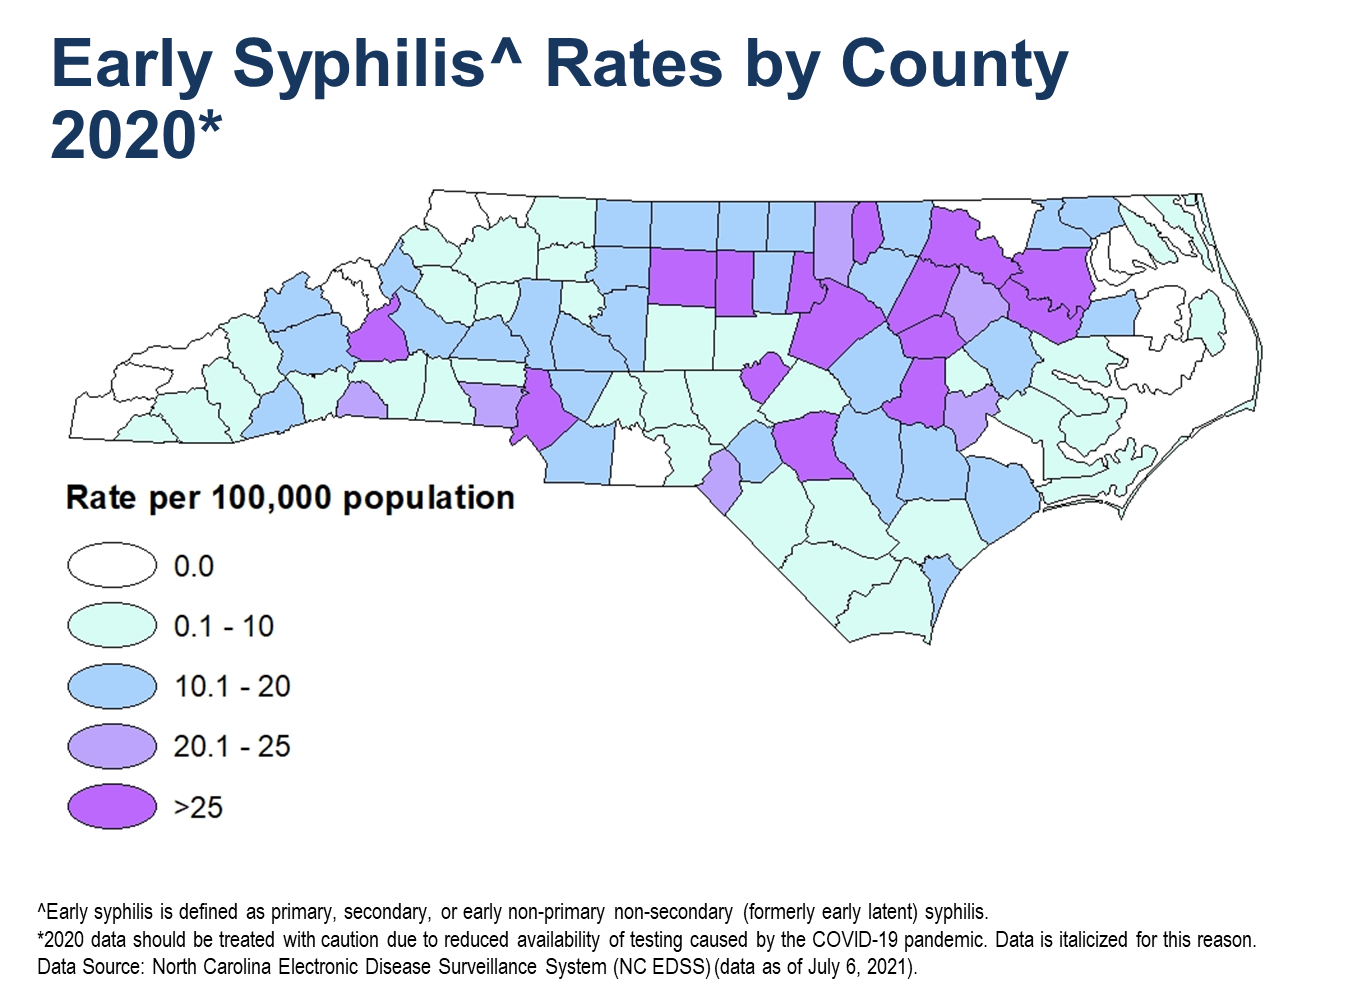 Early Syphilis^ Rates by County
2020*
Rate per 100,000 population
0.0
0.1 - 10
10.1 - 20
20.1 - 25
>25
^Early syphilis is defined as primary, secondary, or early non-primary non-secondary (formerly early latent) syphilis.
*2020 data should be treated with caution due to reduced availability of testing caused by the COVID-19 pandemic. Data is italicized for this reason.
Data Source: North Carolina Electronic Disease Surveillance System (NC EDSS) (data as of July 6, 2021).